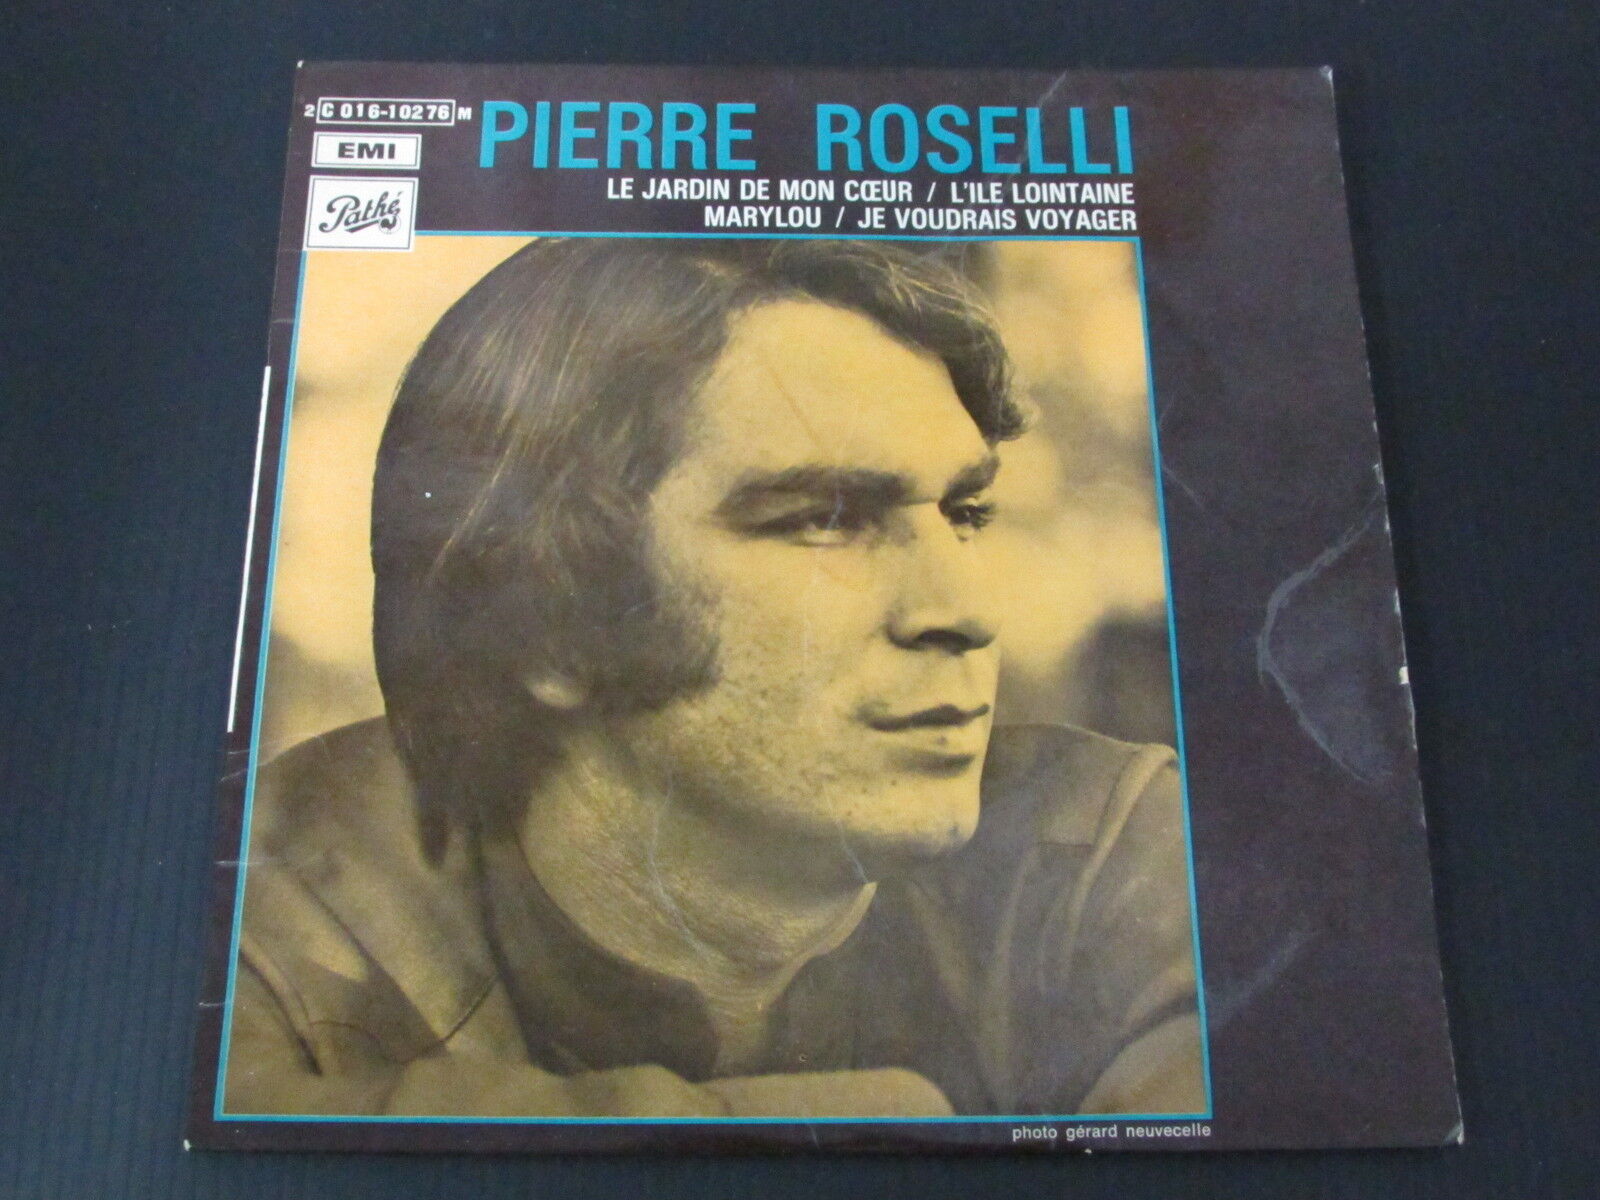 2 C 016-10276 M
EMI
Pathé
PIERRE ROSELLI
LE JARDIN DE MON CŒUR / L'ILE LOINTAINE
MARYLOU / JE VOUDRAIS VOYAGER
photo gérard neuvecelle